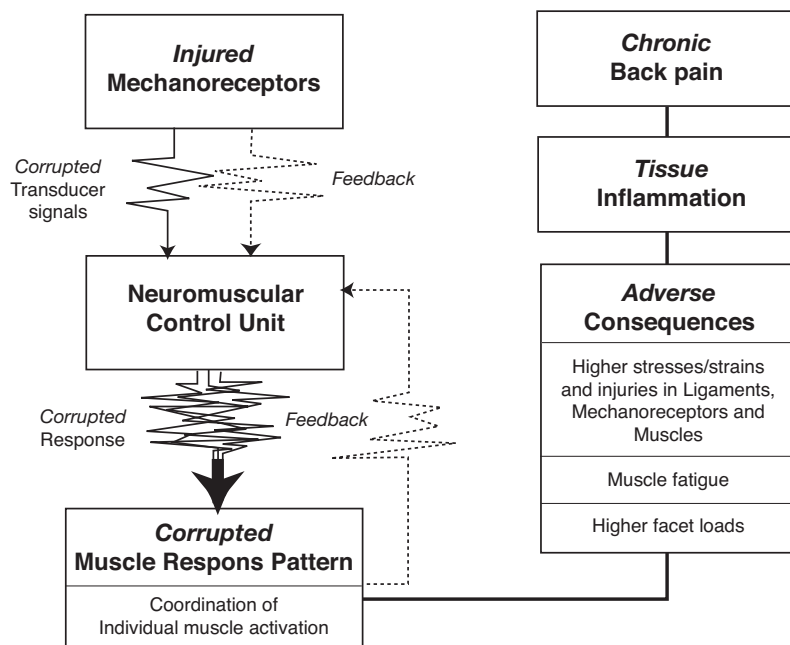 Injured
Mechanoreceptors
Corrupted
Transducer
signals
Feedback
Neuromuscular
Control Unit
Corrupted
Response
Feedback
Corrupted
Muscle Respons Pattern
Coordination of
Individual muscle activation
Chronic
Back pain
Tissue
Inflammation
Adverse
Consequences
Higher stresses/strains
and injuries in Ligaments,
Mechanoreceptors and
Muscles
Muscle fatigue
Higher facet loads